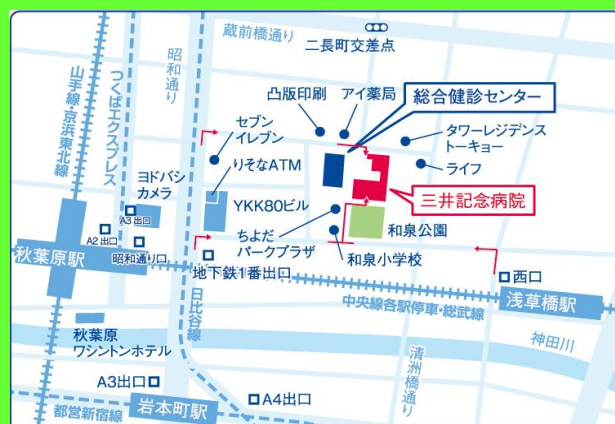 蔵前橋通り
二長町交差点
昭和通り
山手線・京浜東北線
つくばエクスプレス
凸版印刷
アイ薬局
総合健診センター
セブン
イレブン
りそなATM
タワーレジデンス
トーキョー
ライフ
ヨドバシ
カメラ
A3出口
YKK80ビル
三井記念病院
A2出口
昭和通り口
ちよだ
パークプラザ
和泉公園
秋葉原駅
地下鉄1番出口
和泉小学校
西口
日比谷線
中央線各駅停車・総武線
浅草橋駅
秋葉原
ワシントンホテル
神田川
清洲橋通り
A3出口
A4出口
都営新宿線
岩本町駅